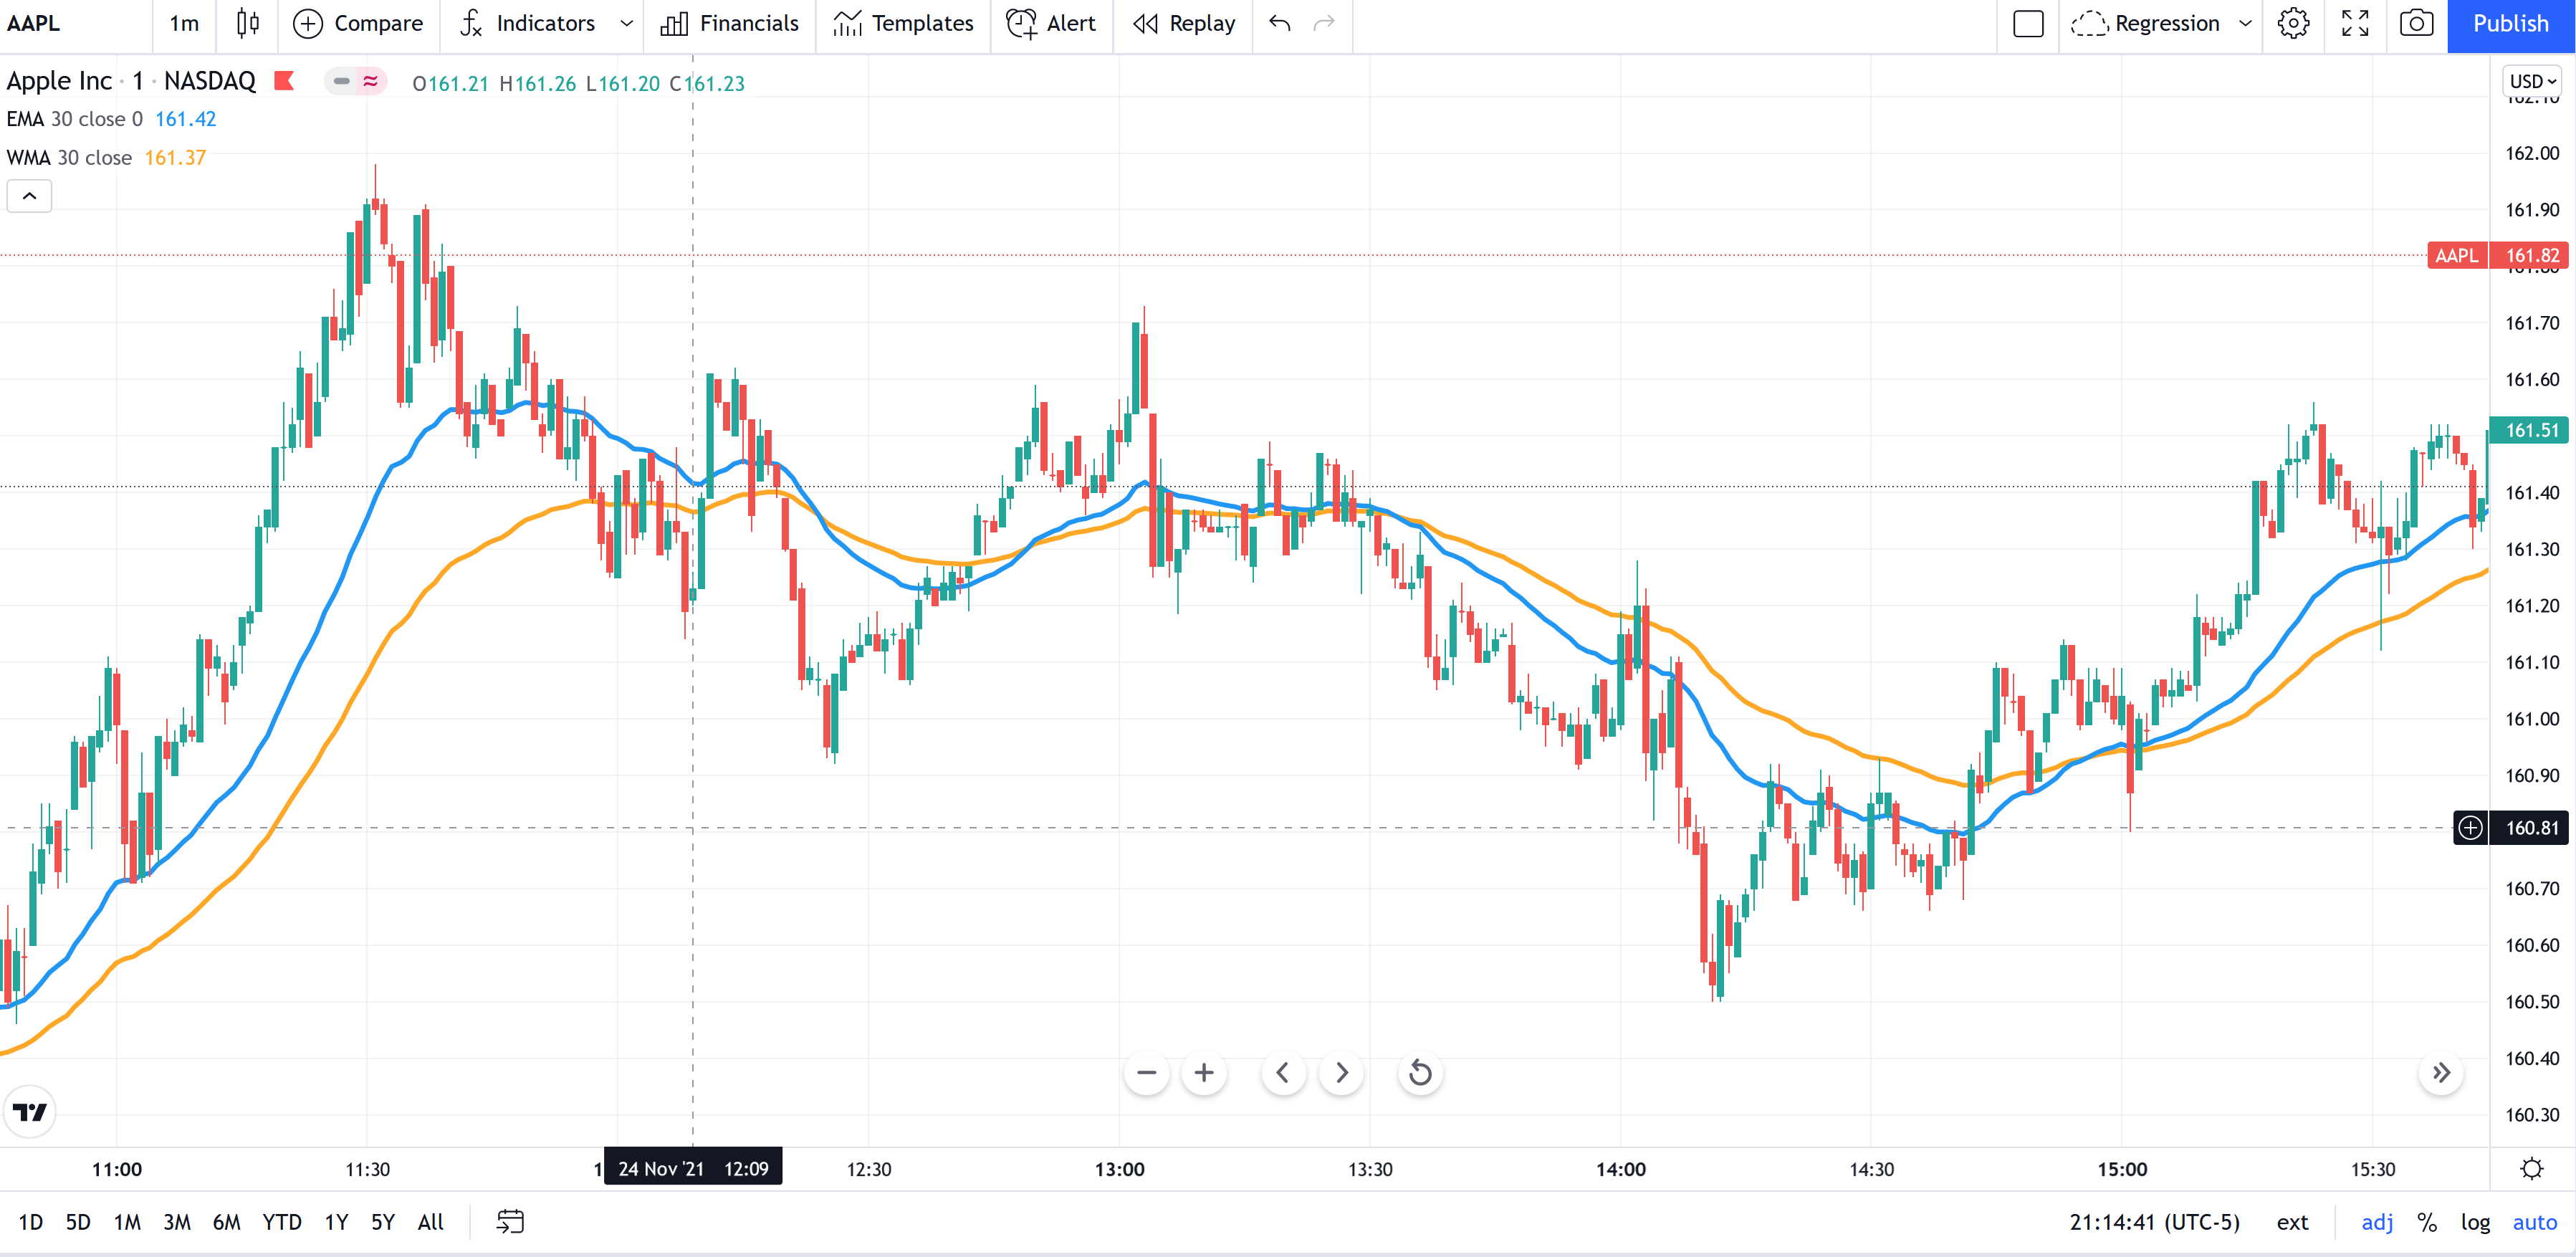 AAPL 1m Compare Indicators Financials Templates Alert Replay Regression Publish
Apple Inc · 1 · NASDAQ O161.21 H161.26 L161.20 C161.23
USD
EMA 30 close 0 161.42
WMA 30 close 161.37
162.10
162.00
161.90
AAPL 161.82
161.80
161.70
161.60
161.51
161.40
161.30
161.20
161.10
161.00
160.90
160.81
160.70
160.60
160.50
160.40
160.30
11:00 11:30 24 Nov '21 12:09 12:30 13:00 13:30 14:00 14:30 15:00 15:30
1D 5D 1M 3M 6M YTD 1Y 5Y All 21:14:41 (UTC-5) ext adj % log auto